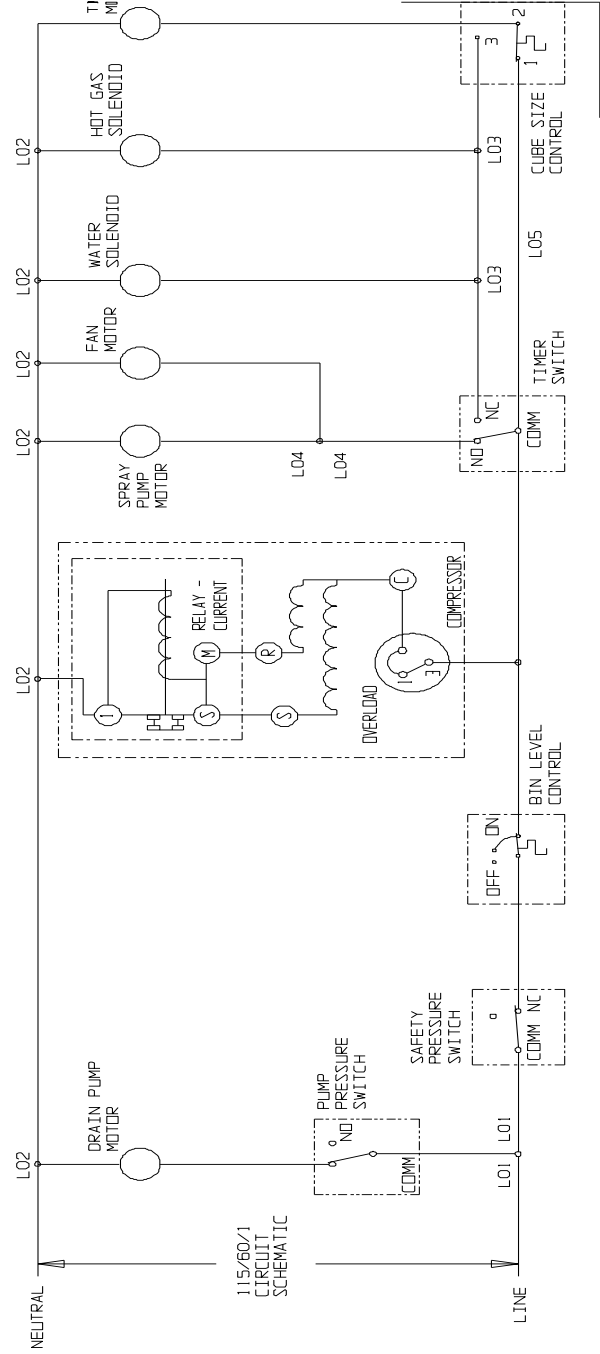 NEUTRAL
L02
DRAIN PUMP
MOTOR
115/60/1
CIRCUIT
SCHEMATIC
PUMP
PRESSURE
SWITCH
NO
COMM
LINE
L01
L01
SAFETY
PRESSURE
SWITCH
COMM
NC
OFF
ON
BIN LEVEL
CONTROL
L02
1
S
M
RELAY -
CURRENT
R
S
OVERLOAD
1
3
C
COMPRESSOR
L02
SPRAY
PUMP
MOTOR
L02
FAN
MOTOR
L04
L04
NO
NC
COMM
TIMER
SWITCH
L02
WATER
SOLENOID
L03
L05
L02
HOT GAS
SOLENOID
L03
3
1
2
CUBE SIZE
CONTROL